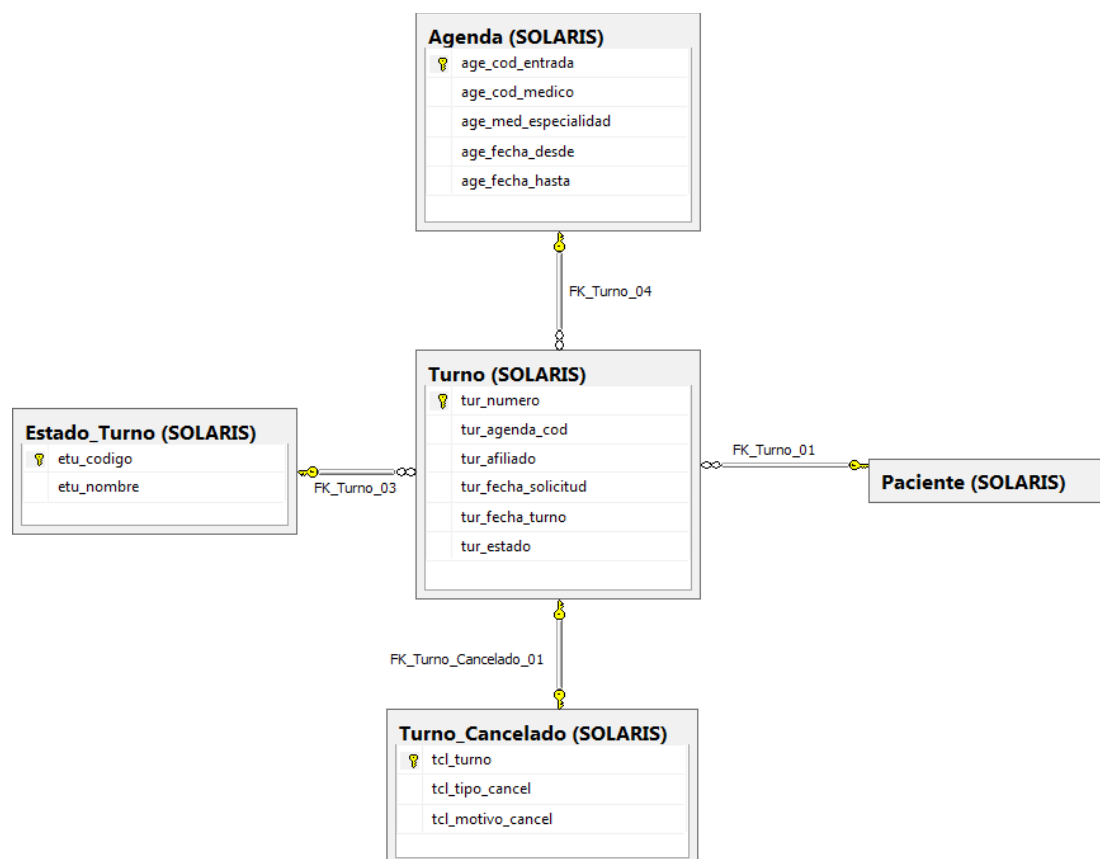 Agenda (SOLARIS)
age_cod_entrada
age_cod_medico
age_med_especialidad
age_fecha_desde
age_fecha_hasta
FK_Turno_04
Turno (SOLARIS)
tur_numero
tur_agenda_cod
tur_afiliado
tur_fecha_solicitud
tur_fecha_turno
tur_estado
Estado_Turno (SOLARIS)
etu_codigo
etu_nombre
FK_Turno_03
FK_Turno_01
Paciente (SOLARIS)
FK_Turno_Cancelado_01
Turno_Cancelado (SOLARIS)
tcl_turno
tcl_tipo_cancel
tcl_motivo_cancel